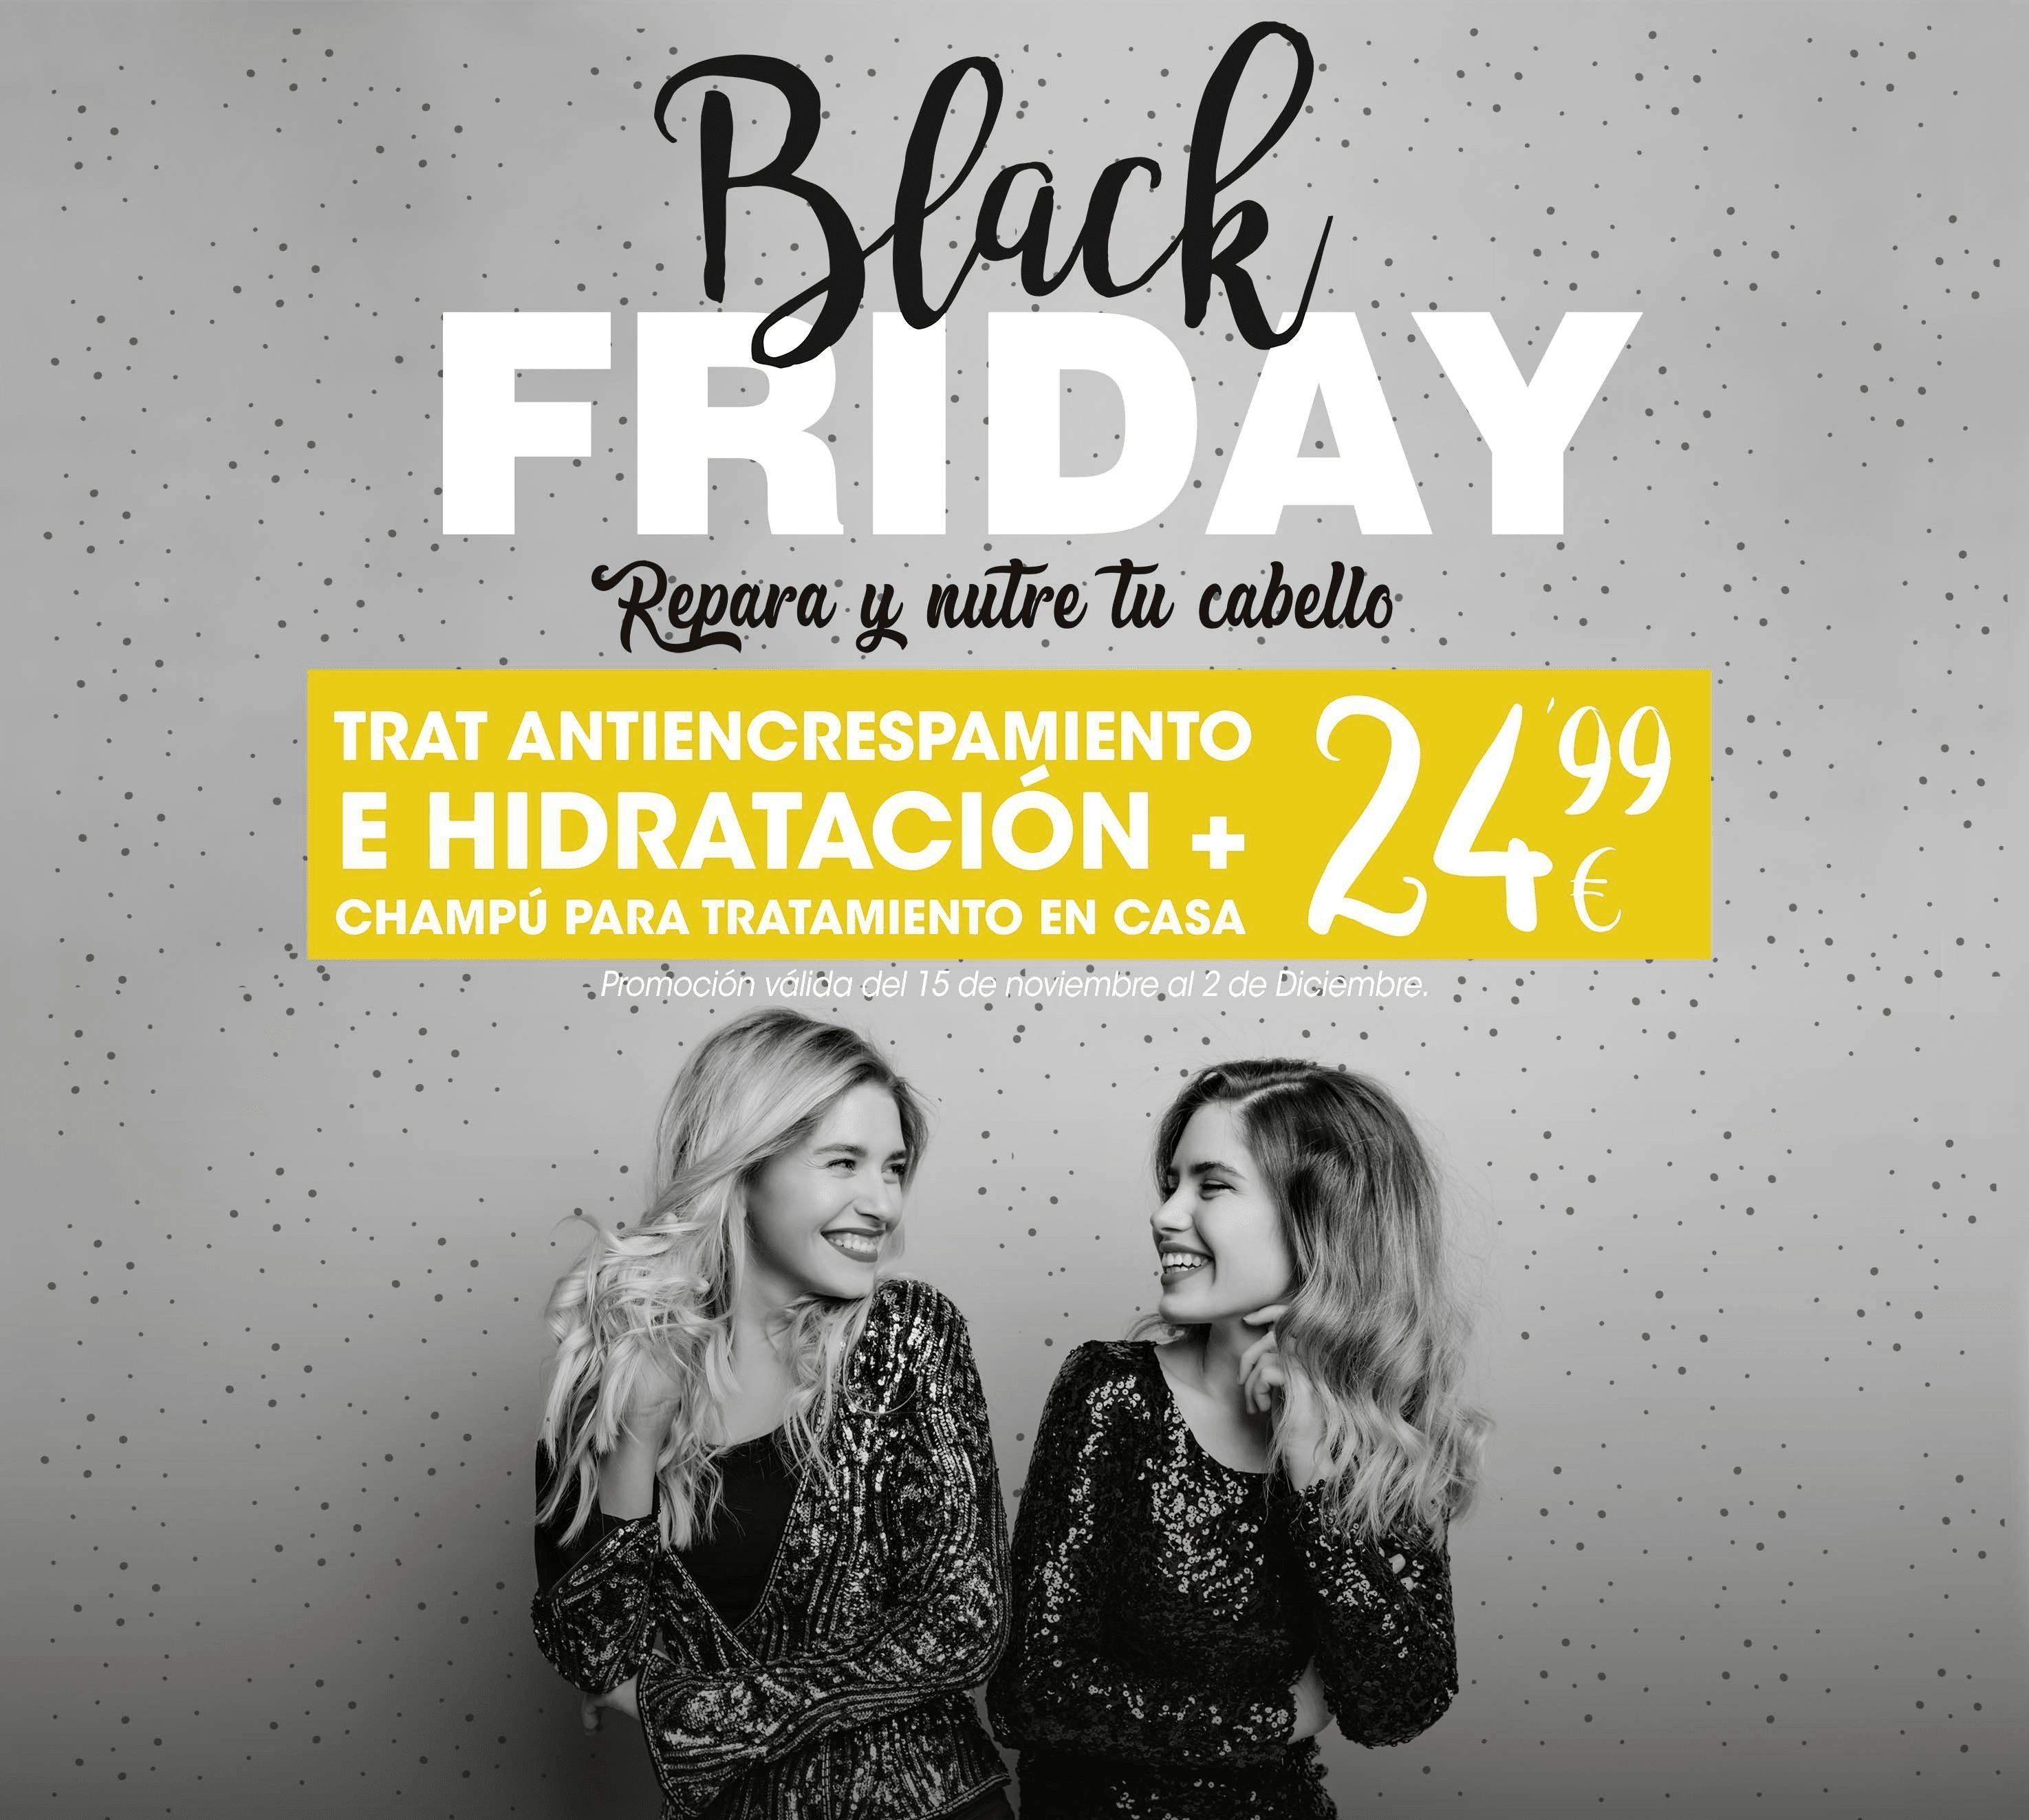 Black
FRIDAY
Repara y nutre tu cabello
TRAT ANTIENCRESPAMIENTO
E HIDRATACIÓN +
CHAMPÚ PARA TRATAMIENTO EN CASA
24'99
€
Promoción válida del 15 de noviembre al 2 de Diciembre.